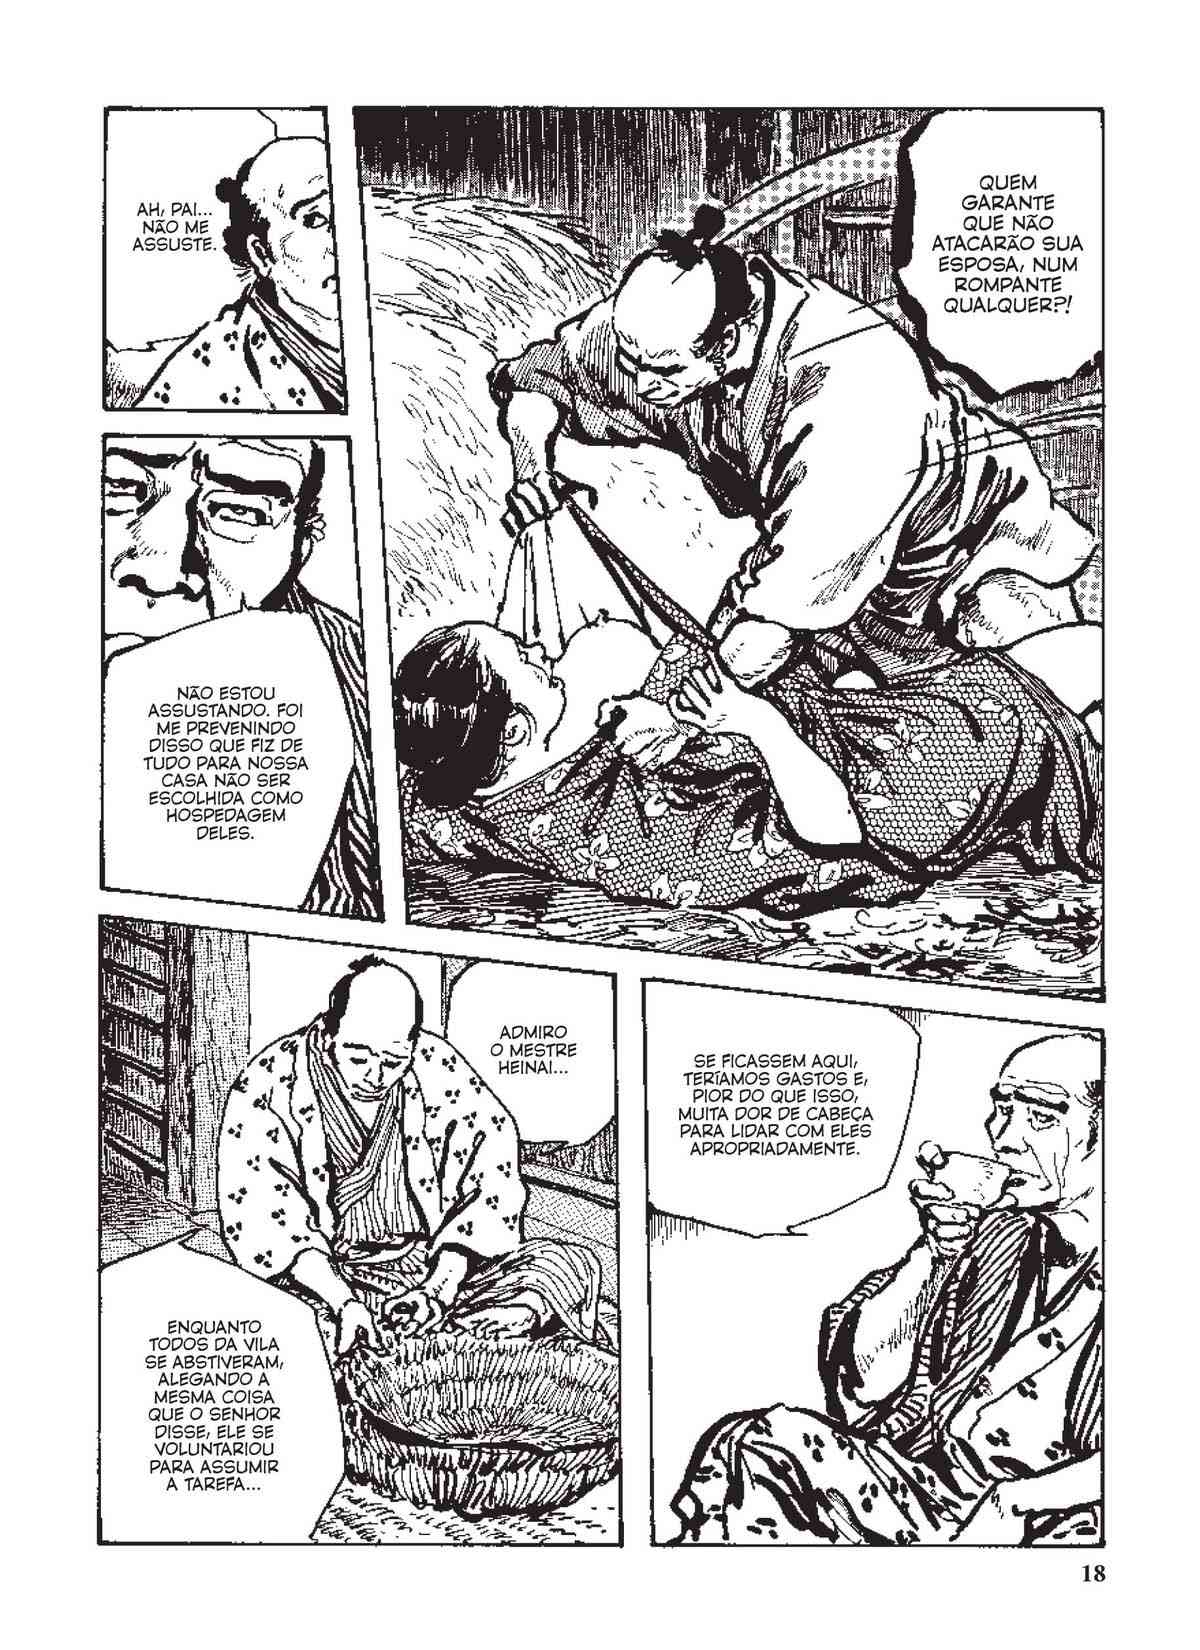 QUEM
GARANTE
QUE NÃO
ATACARÃO SUA
ESPOSA, NUM
ROMPANTE
QUALQUER?!
AH, PAI...
NÃO ME
ASSUSTE.
NÃO ESTOU
ASSUSTANDO. FOI
ME PREVENINDO
DISSO QUE FIZ DE
TUDO PARA NOSSA
CASA NÃO SER
ESCOLHIDA COMO
HOSPEDAGEM
DELES.
SE FICASSEM AQUI,
TERÍAMOS GASTOS E,
PIOR DO QUE ISSO,
MUITA DOR DE CABEÇA
PARA LIDAR COM ELES
APROPRIADAMENTE.
ADMIRO
O MESTRE
HEINAI...
ENQUANTO
TODOS DA VILA
SE ABSTIVERAM,
ALEGANDO A
MESMA COISA
QUE O SENHOR
DISSE, ELE SE
VOLUNTARIOU
PARA ASSUMIR
A TAREFA...
18